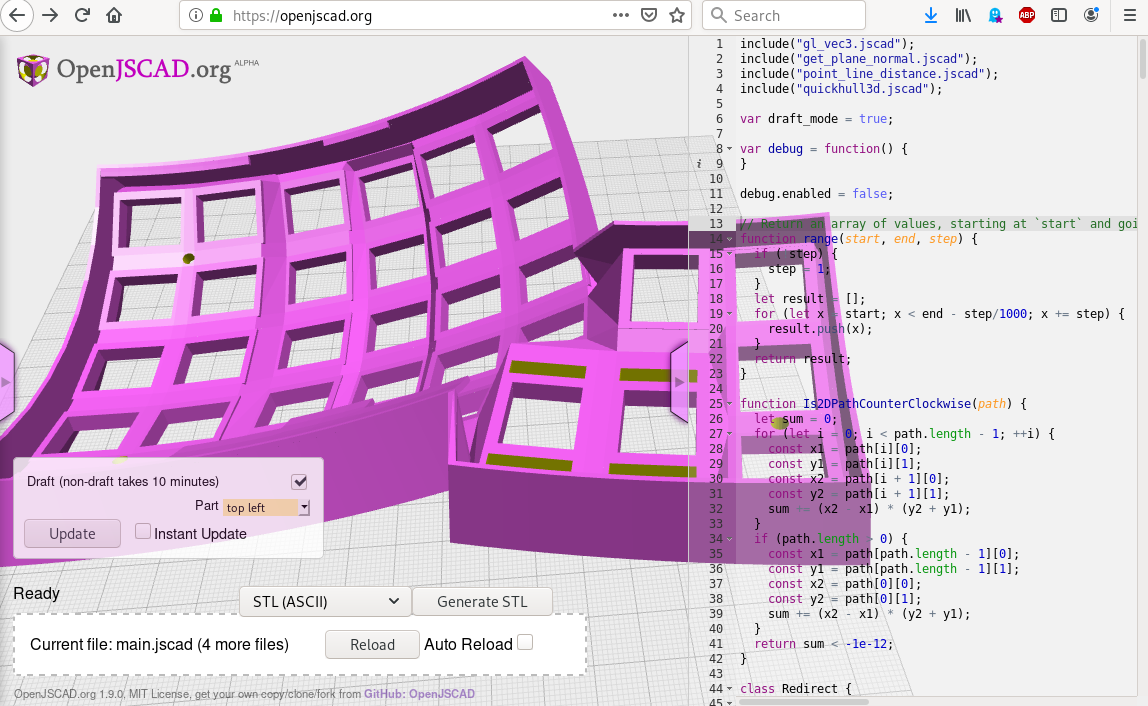 https://openjscad.org
Search
ABP
OpenJSCAD.org ALPHA
Draft (non-draft takes 10 minutes)
Part top left
Update
Instant Update
Ready
STL (ASCII)
Generate STL
Current file: main.jscad (4 more files)
Reload
Auto Reload
OpenJSCAD.org 1.9.0, MIT License, get your own copy/clone/fork from GitHub: OpenJSCAD
i
1 include("gl_vec3.jscad");
2 include("get_plane_normal.jscad");
3 include("point_line_distance.jscad");
4 include("quickhull3d.jscad");
5
6 var draft_mode = true;
7
8 var debug = function() {
9 }
10
11 debug.enabled = false;
12
13 // Return an array of values, starting at `start` and goi
14 function range(start, end, step) {
15   if (!step) {
16     step = 1;
17   }
18   let result = [];
19   for (let x = start; x < end - step/1000; x += step) {
20     result.push(x);
21   }
22   return result;
23 }
24
25 function Is2DPathCounterClockwise(path) {
26   let sum = 0;
27   for (let i = 0; i < path.length - 1; ++i) {
28     const x1 = path[i][0];
29     const y1 = path[i][1];
30     const x2 = path[i + 1][0];
31     const y2 = path[i + 1][1];
32     sum += (x2 - x1) * (y2 + y1);
33   }
34   if (path.length > 0) {
35     const x1 = path[path.length - 1][0];
36     const y1 = path[path.length - 1][1];
37     const x2 = path[0][0];
38     const y2 = path[0][1];
39     sum += (x2 - x1) * (y2 + y1);
40   }
41   return sum < -1e-12;
42 }
43
44 class Redirect {
45